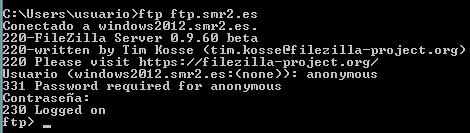 C:\Users\usuario>ftp ftp.smr2.es
Conectado a windows2012.smr2.es.
220-FileZilla Server 0.9.60 beta
220-written by Tim Kosse (tim.kosse@filezilla-project.org)
220 Please visit https://filezilla-project.org/
Usuario (windows2012.smr2.es:(none)): anonymous
331 Password required for anonymous
Contraseña:
230 Logged on
ftp> _